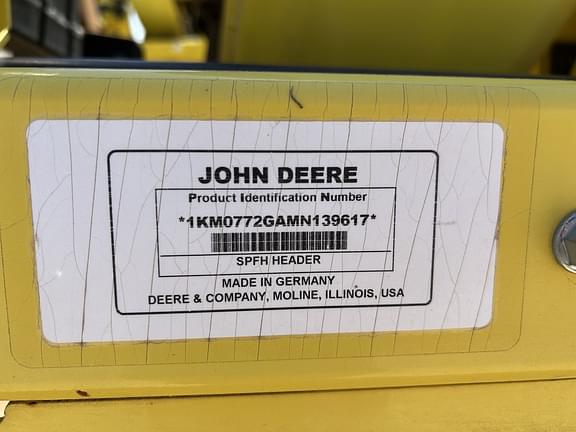 JOHN DEERE
Product Identification Number
*1KM0772GAMN139617*
SPFH HEADER
MADE IN GERMANY
DEERE & COMPANY, MOLINE, ILLINOIS, USA